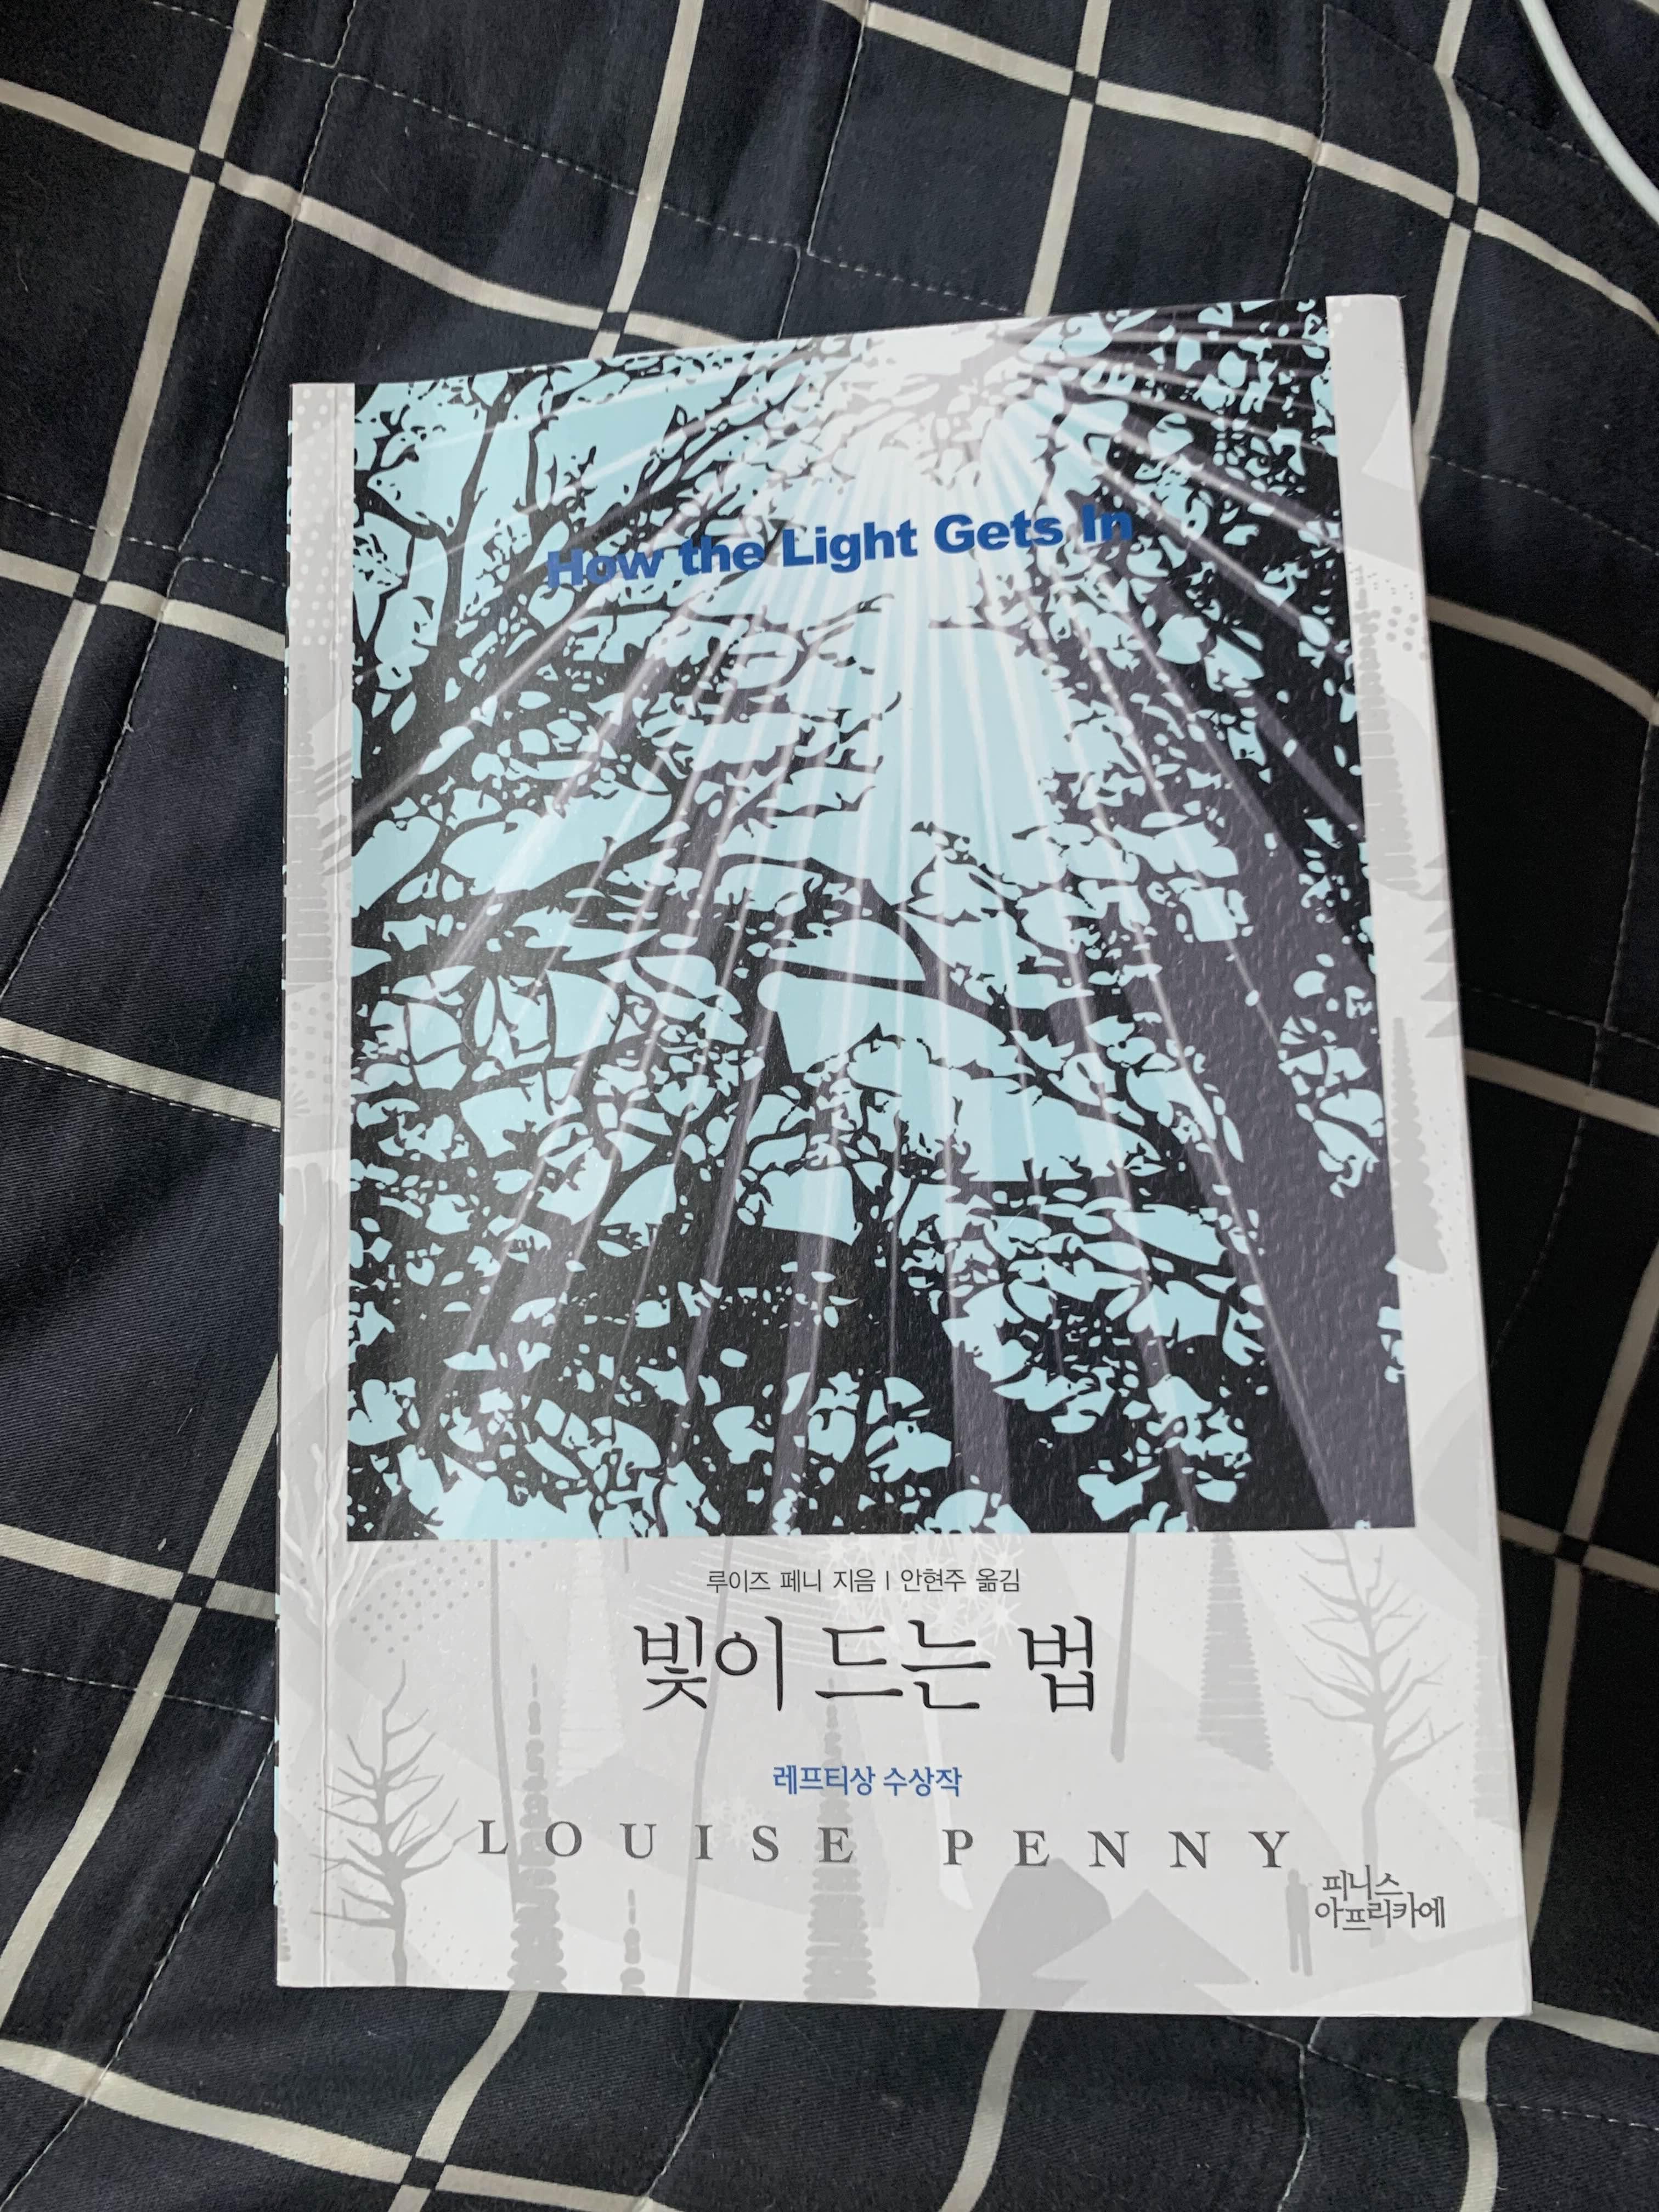 How the Light Gets In
루이즈 페니 지음 | 안현주 옮김
빛이 드는 법
레프티상 수상작
LOUISE PENNY
피니스
아프리카에